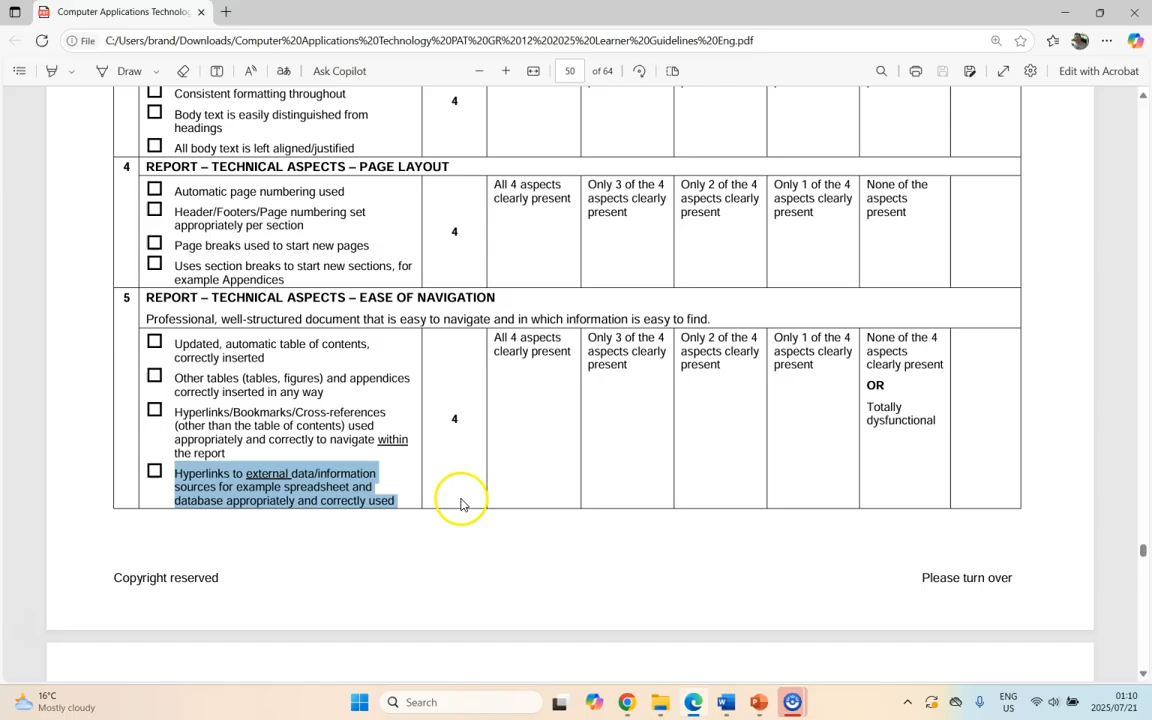 Computer Applications Technolo
File
C:/Users/brand/Downloads/Computer%20Applications%20Technology%20PAT%20GR%2012%202025%20Learner%20Guidelines%20Eng.pdf
Draw
Ask Copilot
50
of 64
Edit with Acrobat
Consistent formatting throughout
Body text is easily distinguished from
headings
All body text is left aligned/justified
4
4 REPORT – TECHNICAL ASPECTS – PAGE LAYOUT
Automatic page numbering used
Header/Footers/Page numbering set
appropriately per section
Page breaks used to start new pages
Uses section breaks to start new sections, for
example Appendices
4
All 4 aspects
clearly present
Only 3 of the 4
aspects clearly
present
Only 2 of the 4
aspects clearly
present
Only 1 of the 4
aspects clearly
present
None of the
aspects
present
5 REPORT – TECHNICAL ASPECTS – EASE OF NAVIGATION
Professional, well-structured document that is easy to navigate and in which information is easy to find.
Updated, automatic table of contents,
correctly inserted
Other tables (tables, figures) and appendices
correctly inserted in any way
Hyperlinks/Bookmarks/Cross-references
(other than the table of contents) used
appropriately and correctly to navigate within
the report
Hyperlinks to external data/information
sources for example spreadsheet and
database appropriately and correctly used
4
All 4 aspects
clearly present
Only 3 of the 4
aspects clearly
present
Only 2 of the 4
aspects clearly
present
Only 1 of the 4
aspects clearly
present
None of the 4
aspects
clearly present
OR
Totally
dysfunctional
Copyright reserved
Please turn over
16°C
Mostly cloudy
Search
ENG
US
01:10
2025/07/21